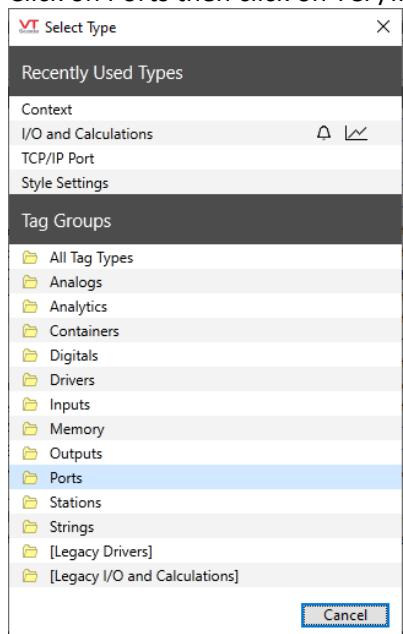 VT
Select Type
Recently Used Types
Context
I/O and Calculations
TCP/IP Port
Style Settings
Tag Groups
All Tag Types
Analogs
Analytics
Containers
Digitals
Drivers
Inputs
Memory
Outputs
Ports
Stations
Strings
[Legacy Drivers]
[Legacy I/O and Calculations]
Cancel